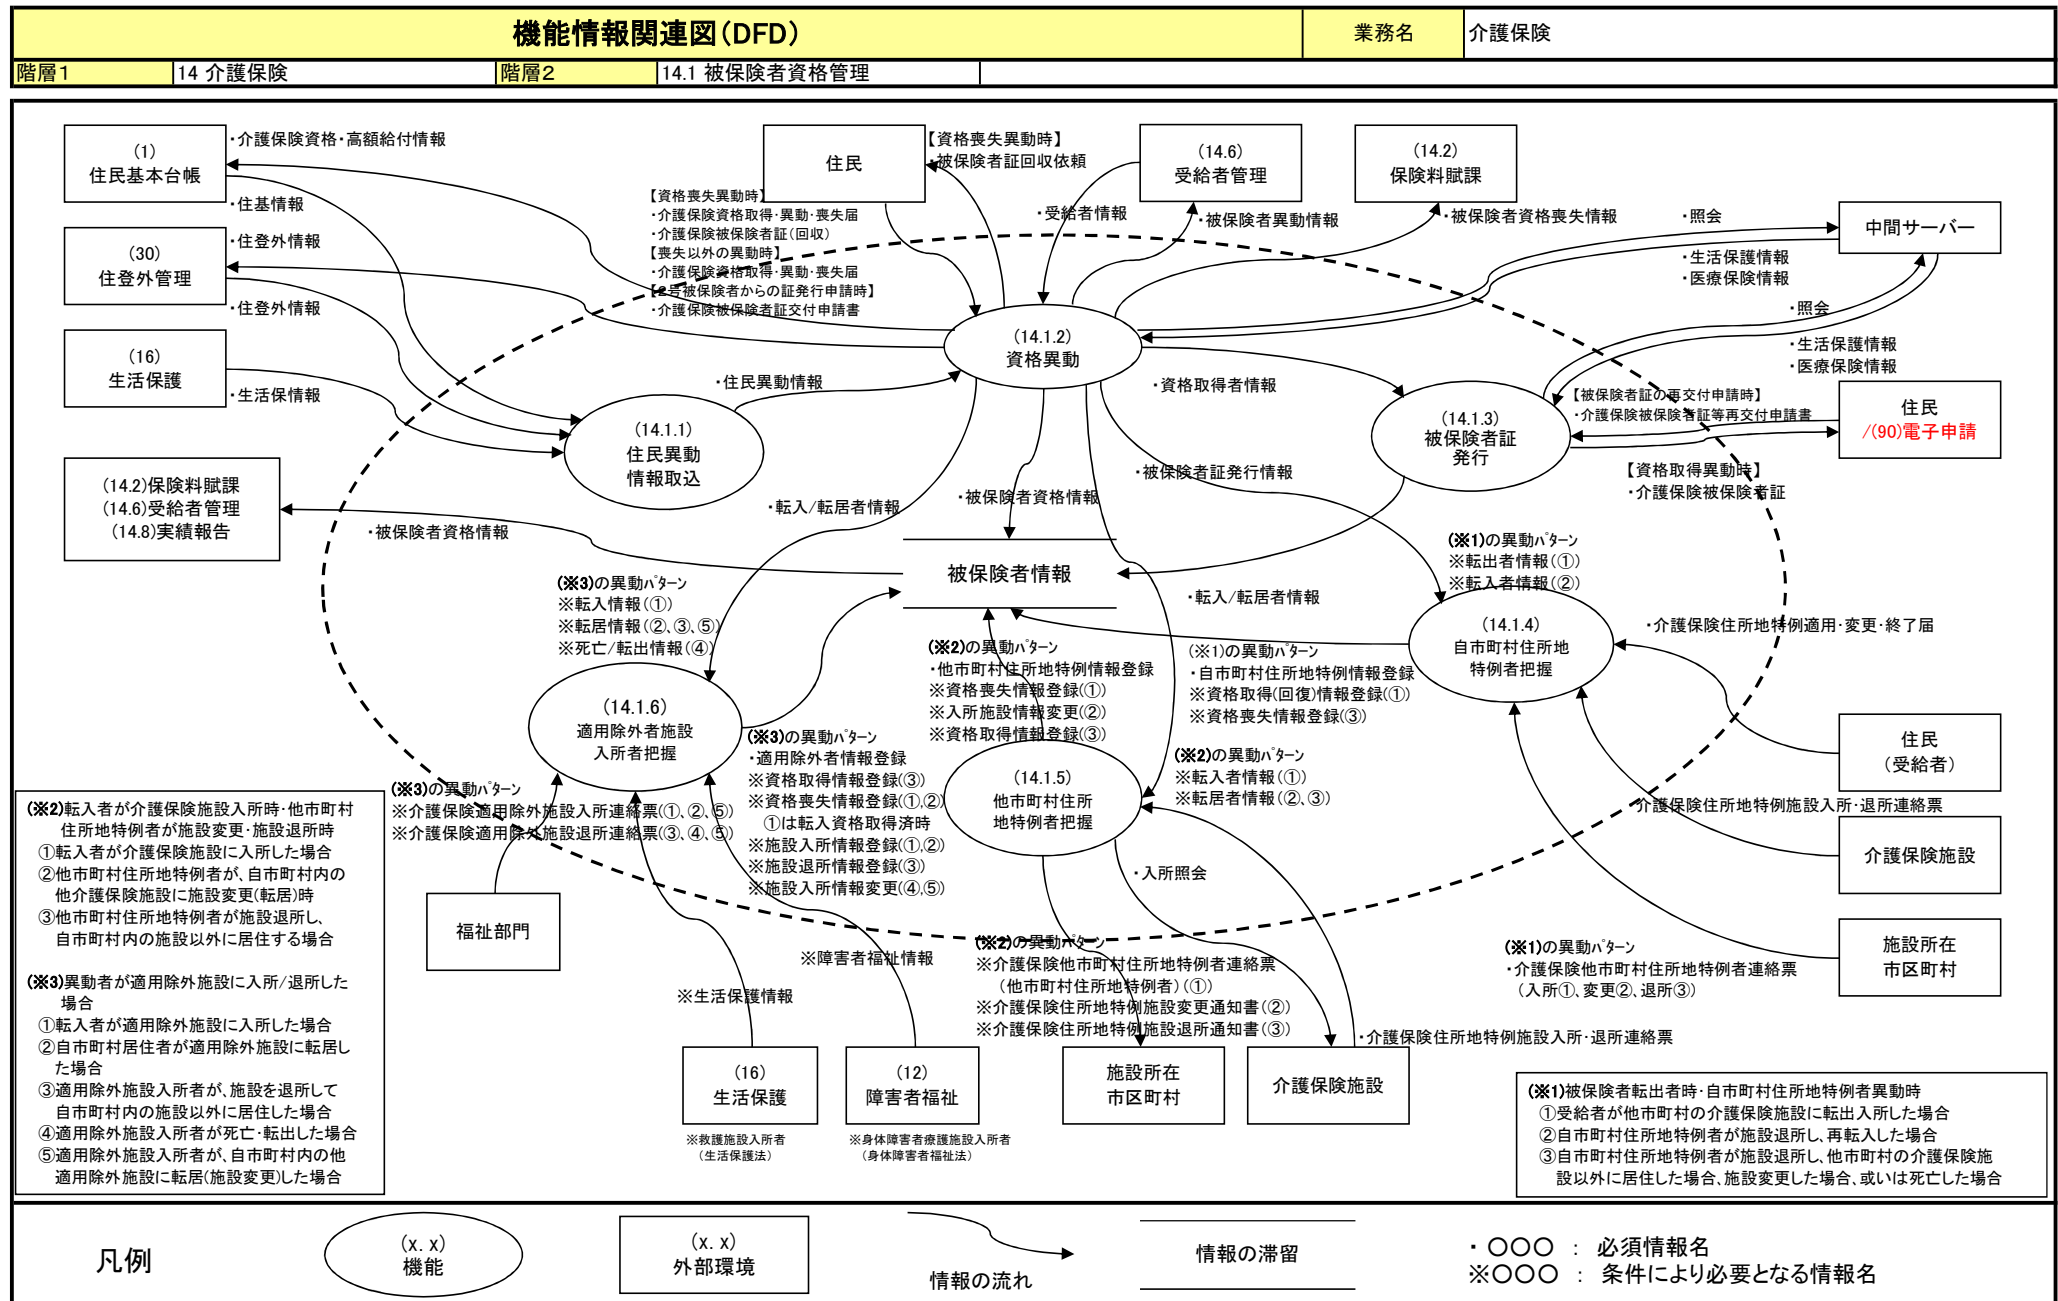 機能情報関連図(DFD)
業務名
介護保険
階層1
14 介護保険
階層2
14.1 被保険者資格管理
(1)
住民基本台帳
・介護保険資格・高額給付情報
・住基情報
(30)
住登外管理
・住登外情報
・住登外情報
(16)
生活保護
・生活保情報
(14.2)保険料賦課
(14.6)受給者管理
(14.8)実績報告
・被保険者資格情報
住民
【資格喪失異動時】
・被保険者証回収依頼
【資格喪失異動時】
・介護保険資格取得・異動・喪失届
・介護保険被保険者証(回収)
【喪失以外の異動時】
・介護保険資格取得・異動・喪失届
【2号被保険者からの証発行申請時】
・介護保険被保険者証交付申請書
(14.6)
受給者管理
・受給者情報
・被保険者異動情報
(14.2)
保険料賦課
・被保険者資格喪失情報
・照会
中間サーバー
・生活保護情報
・医療保険情報
・照会
・生活保護情報
・医療保険情報
(14.1.2)
資格異動
・住民異動情報
・資格取得者情報
(14.1.1)
住民異動
情報取込
(14.1.3)
被保険者証
発行
【被保険者証の再交付申請時】
・介護保険被保険者証等再交付申請書
住民
/(90)電子申請
【資格取得異動時】
・介護保険被保険者証
・被保険者証発行情報
・転入/転居者情報
・被保険者資格情報
被保険者情報
(※1)の異動パターン
※転出者情報(①)
※転入者情報(②)
・転入/転居者情報
(※3)の異動パターン
※転入情報(①)
※転居情報(②、③、⑤)
※死亡/転出情報(④)
(14.1.4)
自市町村住所地
特例者把握
・介護保険住所地特例適用・変更・終了届
(※2)の異動パターン
・他市町村住所地特例情報登録
※資格喪失情報登録(①)
※入所施設情報変更(②)
※資格取得情報登録(③)
(※1)の異動パターン
・自市町村住所地特例情報登録
※資格取得(回復)情報登録(①)
※資格喪失情報登録(③)
(14.1.6)
適用除外者施設
入所者把握
(※3)の異動パターン
・適用除外者情報登録
※資格取得情報登録(③)
※資格喪失情報登録(①,②)
①は転入資格取得済時
※施設入所情報登録(①,②)
※施設退所情報登録(③)
※施設入所情報変更(④,⑤)
(14.1.5)
他市町村住所
地特例者把握
(※2)の異動パターン
※転入者情報(①)
※転居者情報(②、③)
住民
(受給者)
介護保険住所地特例施設入所・退所連絡票
介護保険施設
施設所在
市区町村
(※1)の異動パターン
・介護保険他市町村住所地特例者連絡票
(入所①、変更②、退所③)
(※3)の異動パターン
※介護保険適用除外施設入所連絡票(①、②、⑤)
※介護保険適用除外施設退所連絡票(③、④、⑤)
福祉部門
・入所照会
※障害者福祉情報
※生活保護情報
(※2)の異動パターン
※介護保険他市町村住所地特例者連絡票
(他市町村住所地特例者)(①)
※介護保険住所地特例施設変更通知書(②)
※介護保険住所地特例施設退所通知書(③)
・介護保険住所地特例施設入所・退所連絡票
(16)
生活保護
※救護施設入所者
(生活保護法)
(12)
障害者福祉
※身体障害者療護施設入所者
(身体障害者福祉法)
施設所在
市区町村
介護保険施設
(※2)転入者が介護保険施設入所時・他市町村
住所地特例者が施設変更・施設退所時
①転入者が介護保険施設に入所した場合
②他市町村住所地特例者が、自市町村内の
他介護保険施設に施設変更(転居)時
③他市町村住所地特例者が施設退所し、
自市町村内の施設以外に居住する場合
(※3)異動者が適用除外施設に入所/退所した
場合
①転入者が適用除外施設に入所した場合
②自市町村居住者が適用除外施設に転居し
た場合
③適用除外施設入所者が、施設を退所して
自市町村内の施設以外に居住した場合
④適用除外施設入所者が死亡・転出した場合
⑤適用除外施設入所者が、自市町村内の他
適用除外施設に転居(施設変更)した場合
(※1)被保険者転出者時・自市町村住所地特例者異動時
①受給者が他市町村の介護保険施設に転出入所した場合
②自市町村住所地特例者が施設退所し、再転入した場合
③自市町村住所地特例者が施設退所し、他市町村の介護保険施
設以外に居住した場合、施設変更した場合、或いは死亡した場合
凡例
(x. x)
機能
(x. x)
外部環境
情報の流れ
情報の滞留
・ 〇〇〇 : 必須情報名
※〇〇〇 : 条件により必要となる情報名